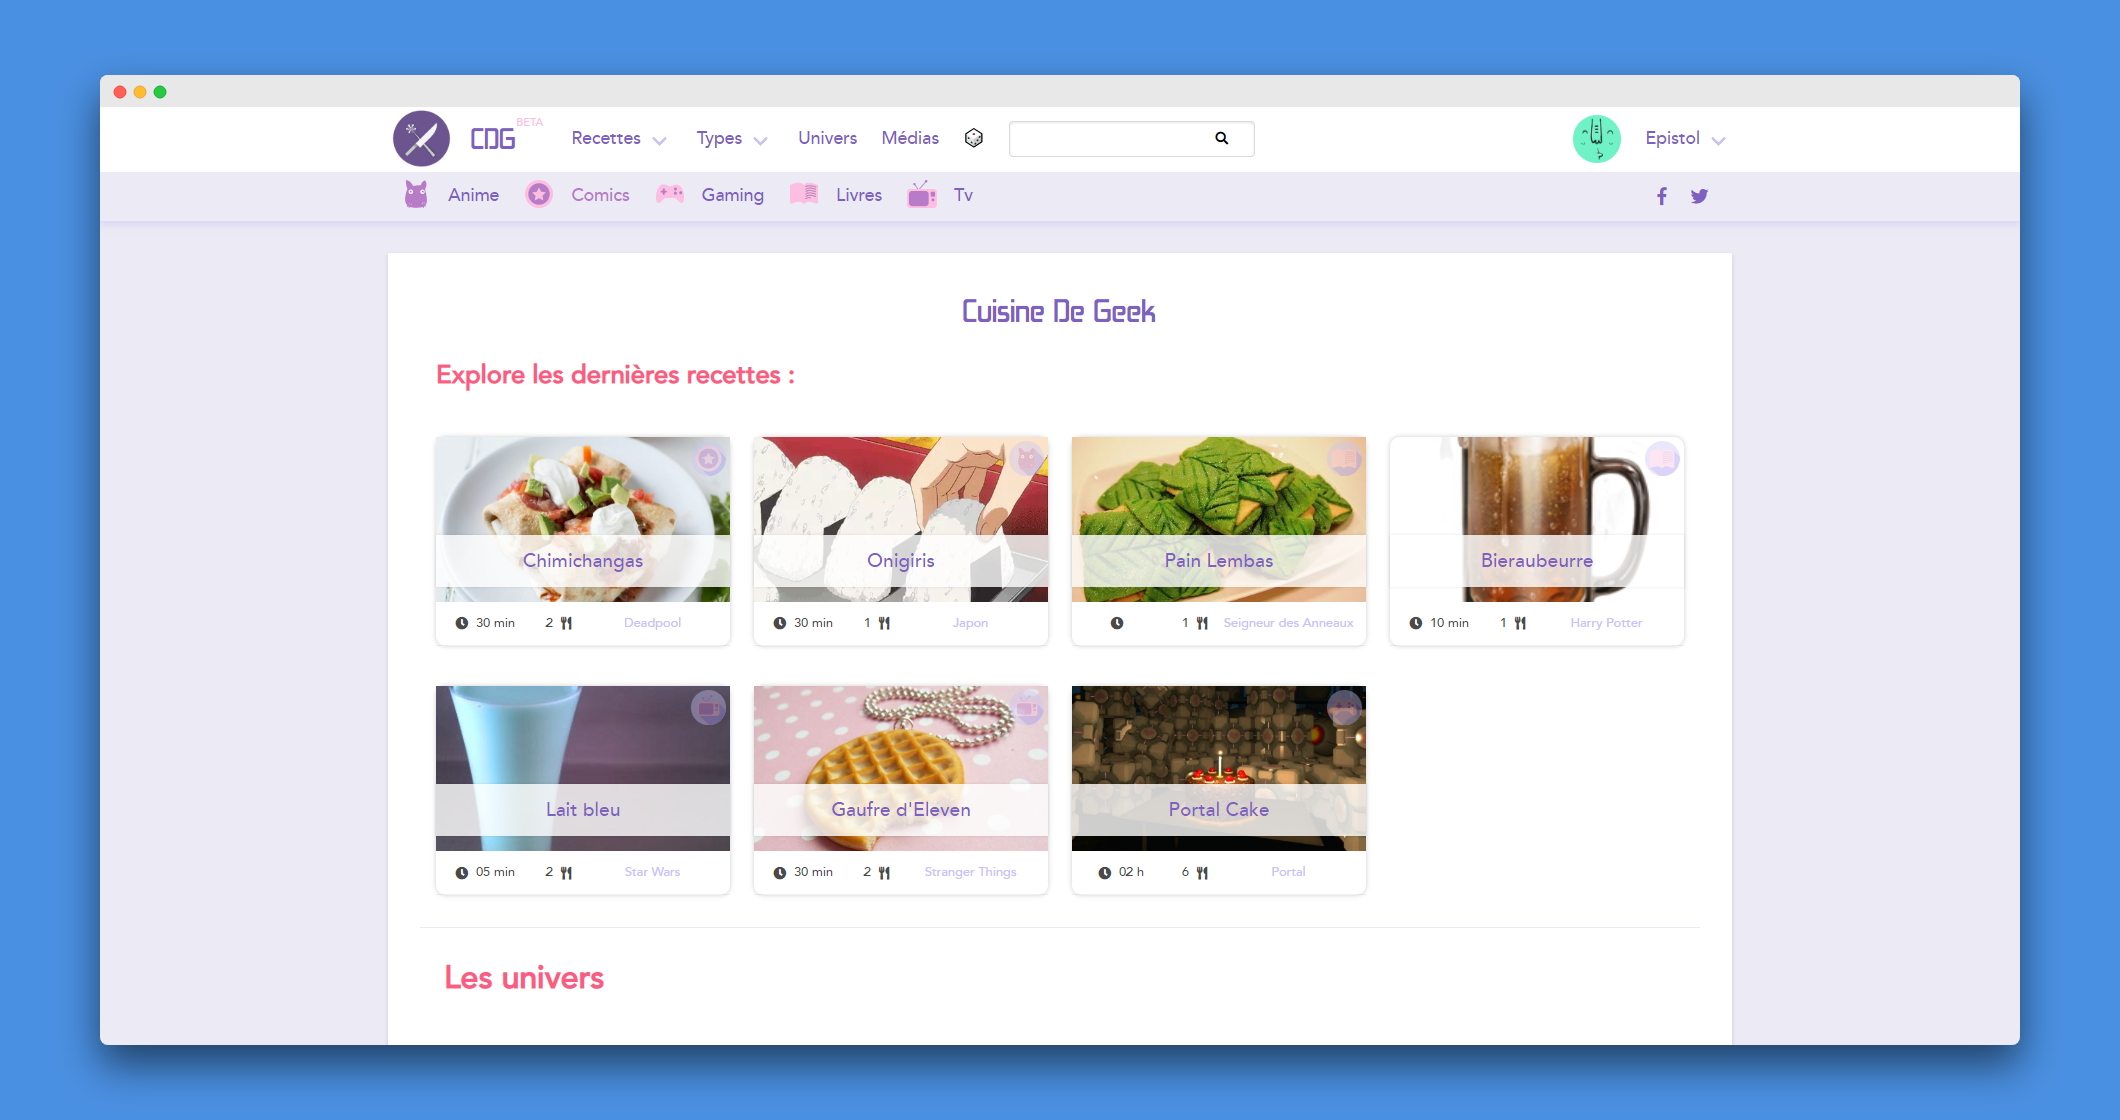 CDG BETA Recettes Types Univers Médias Epistol
Anime Comics Gaming Livres Tv
Cuisine De Geek
Explore les dernières recettes :
Chimichangas Onigiris Pain Lembas Bieraubeurre
30 min 2 Deadpool 30 min 1 Japon 1 Seigneur des Anneaux 10 min 1 Harry Potter
Lait bleu Gaufre d'Eleven Portal Cake
05 min 2 Star Wars 30 min 2 Stranger Things 02 h 6 Portal
Les univers